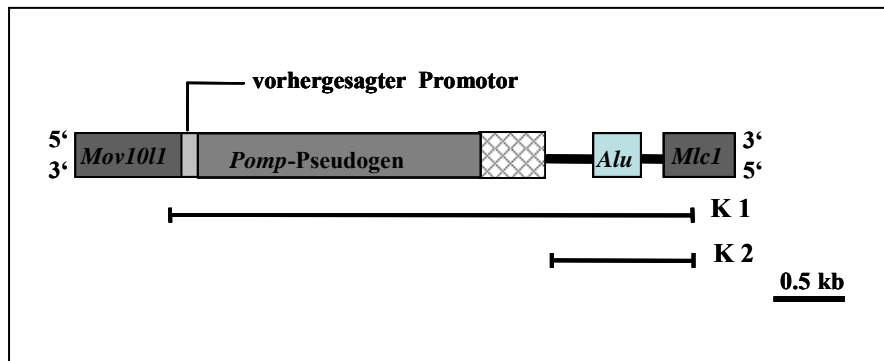 vorhergesagter Promotor
5‘
3‘
Mov10l1
Pomp-Pseudogen
Alu
Mlc1
3‘
5‘
K 1
K 2
0.5 kb